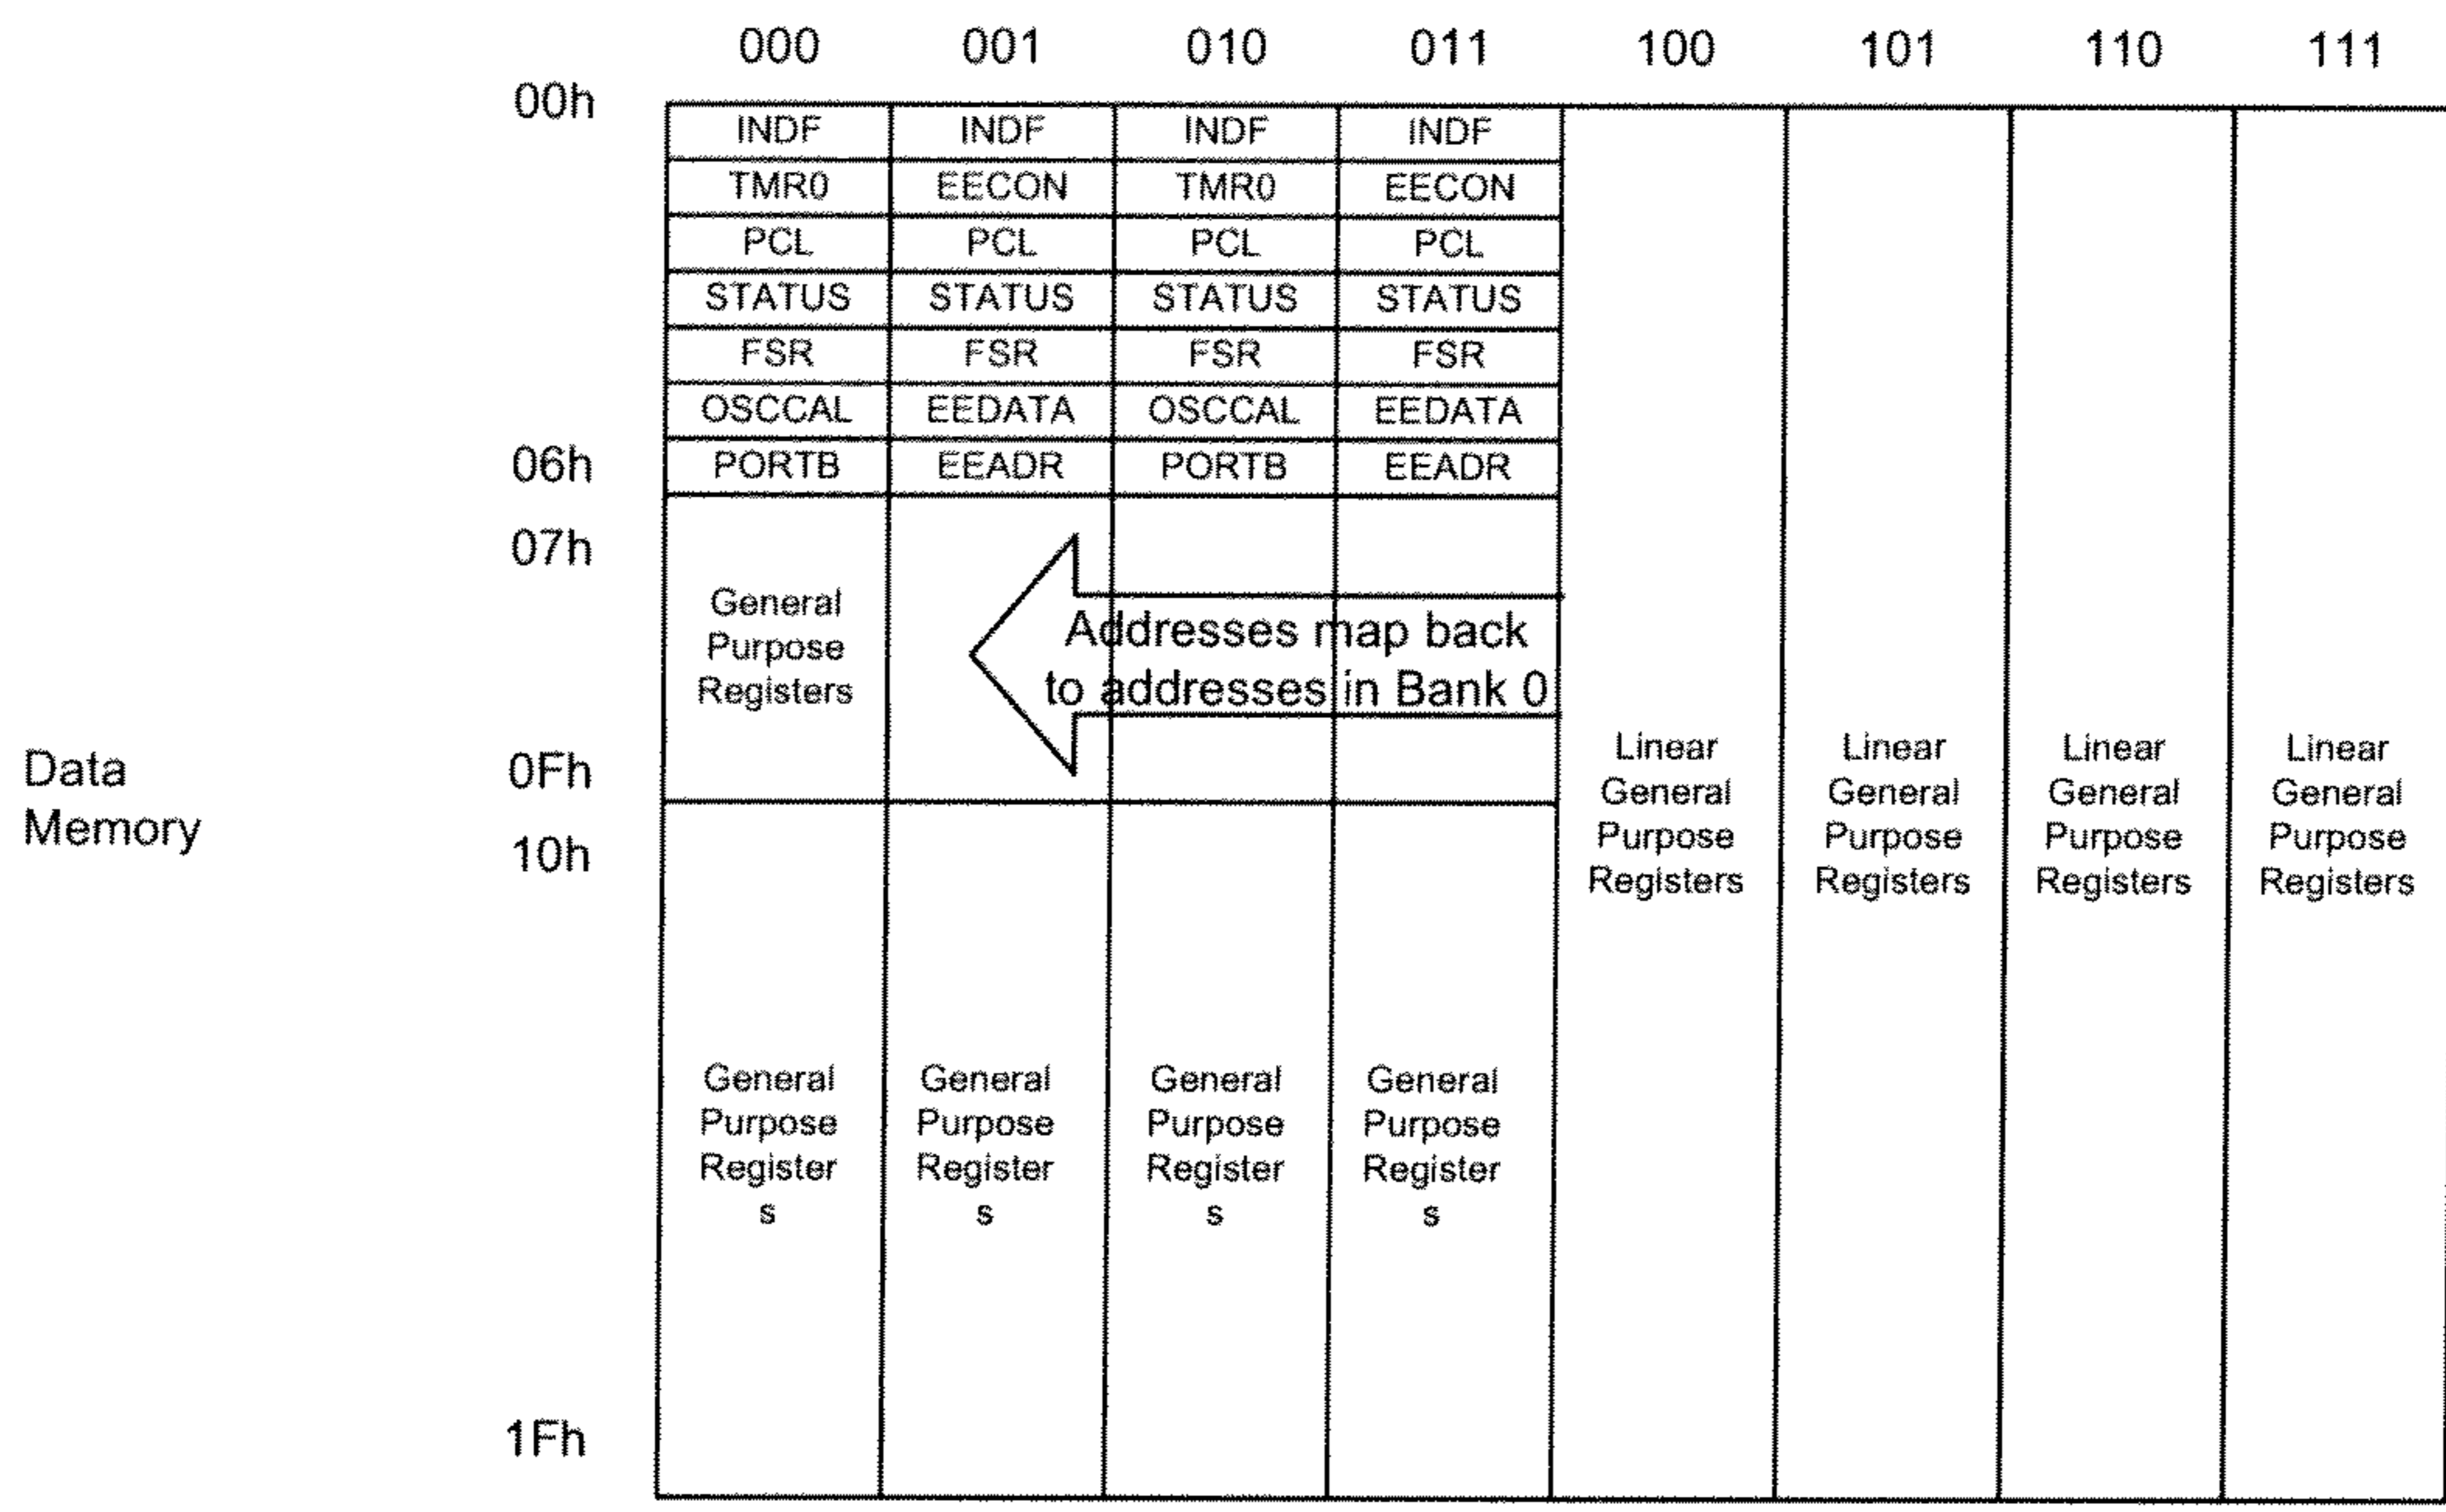 000 001 010 011 100 101 110 111
00h
INDF INDF INDF INDF
TMR0 EECON TMR0 EECON
PCL PCL PCL PCL
STATUS STATUS STATUS STATUS
FSR FSR FSR FSR
OSCCAL EEDATA OSCCAL EEDATA
06h PORTB EEADR PORTB EEADR
07h
General
Purpose
Registers
Addresses map back
to addresses in Bank 0
0Fh
Data
Memory
10h
Linear Linear Linear Linear
General General General General
Purpose Purpose Purpose Purpose
Registers Registers Registers Registers
General General General General
Purpose Purpose Purpose Purpose
Register Register Register Register
s s s s
1Fh